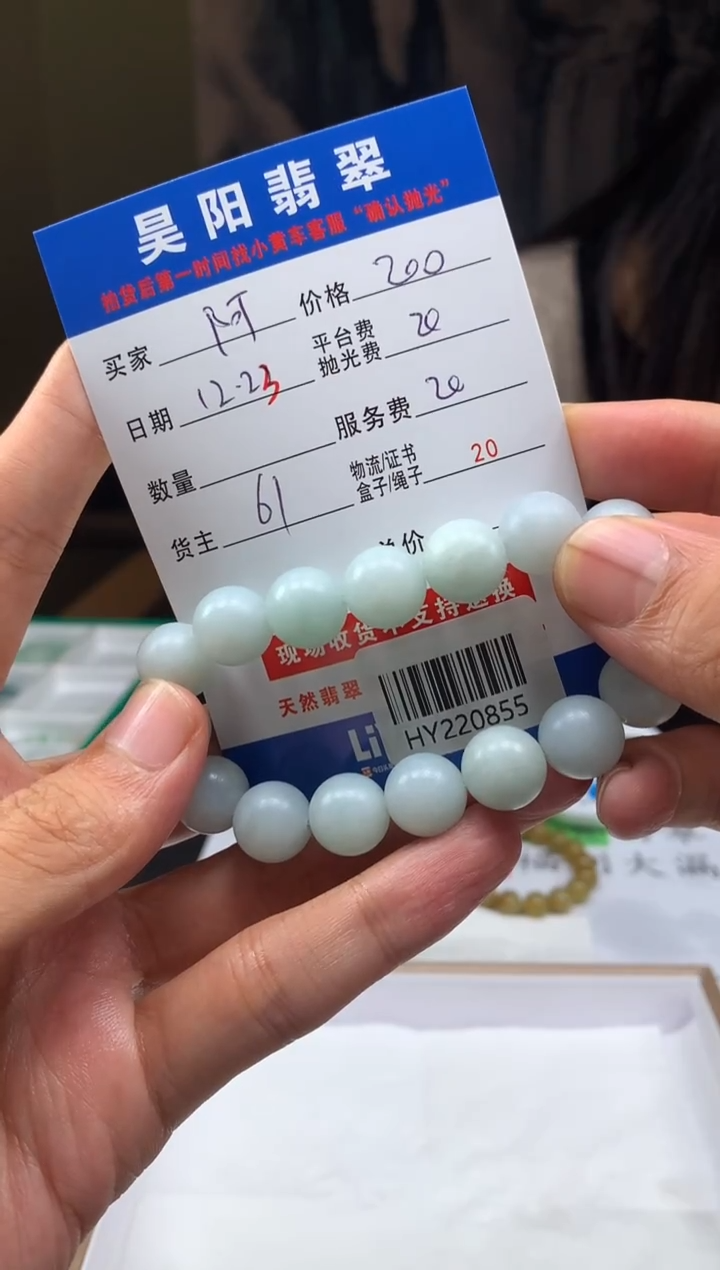 昊阳翡翠
拍货后第一时间找小黄车客服“确认抛光”
买家 阿 价格 200
日期 12.23 平台费 抛光费 20
数量 服务费 20
货主 61 物流/证书 盒子/绳子 20
单价
现场收货 不支持退换
天然翡翠
Li
HY220855